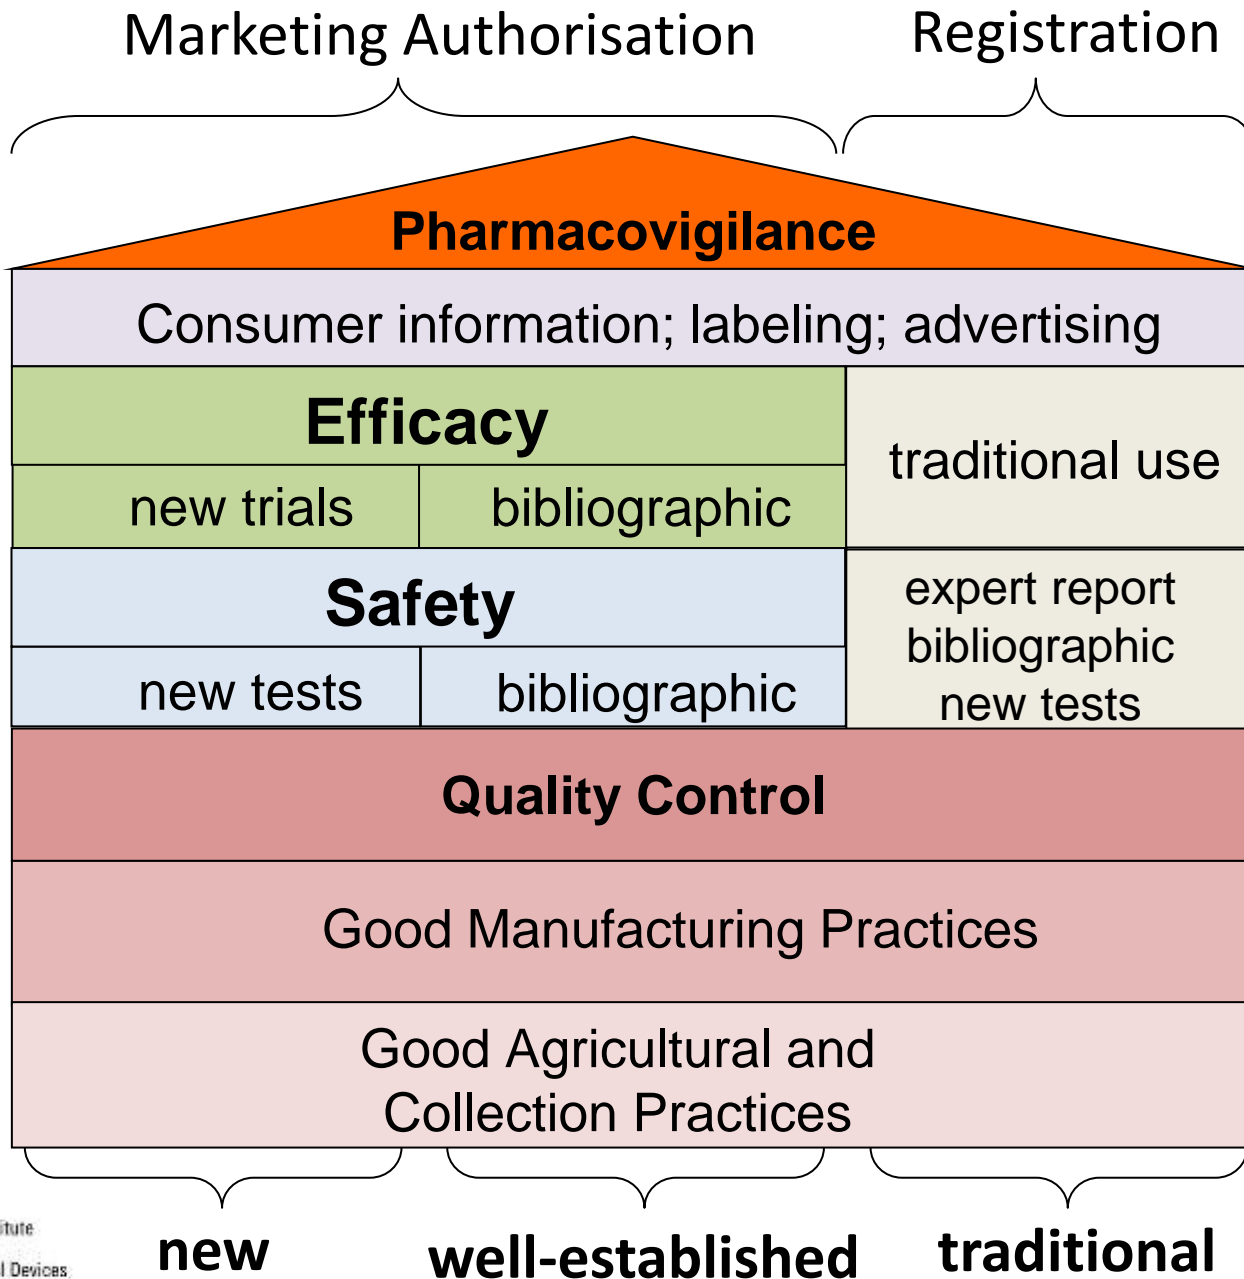 Marketing Authorisation
Registration
Pharmacovigilance
Consumer information; labeling; advertising
Efficacy
traditional use
new trials
bibliographic
Safety
expert report
bibliographic
new tests
new tests
bibliographic
Quality Control
Good Manufacturing Practices
Good Agricultural and
Collection Practices
new
well-established
traditional
Devices